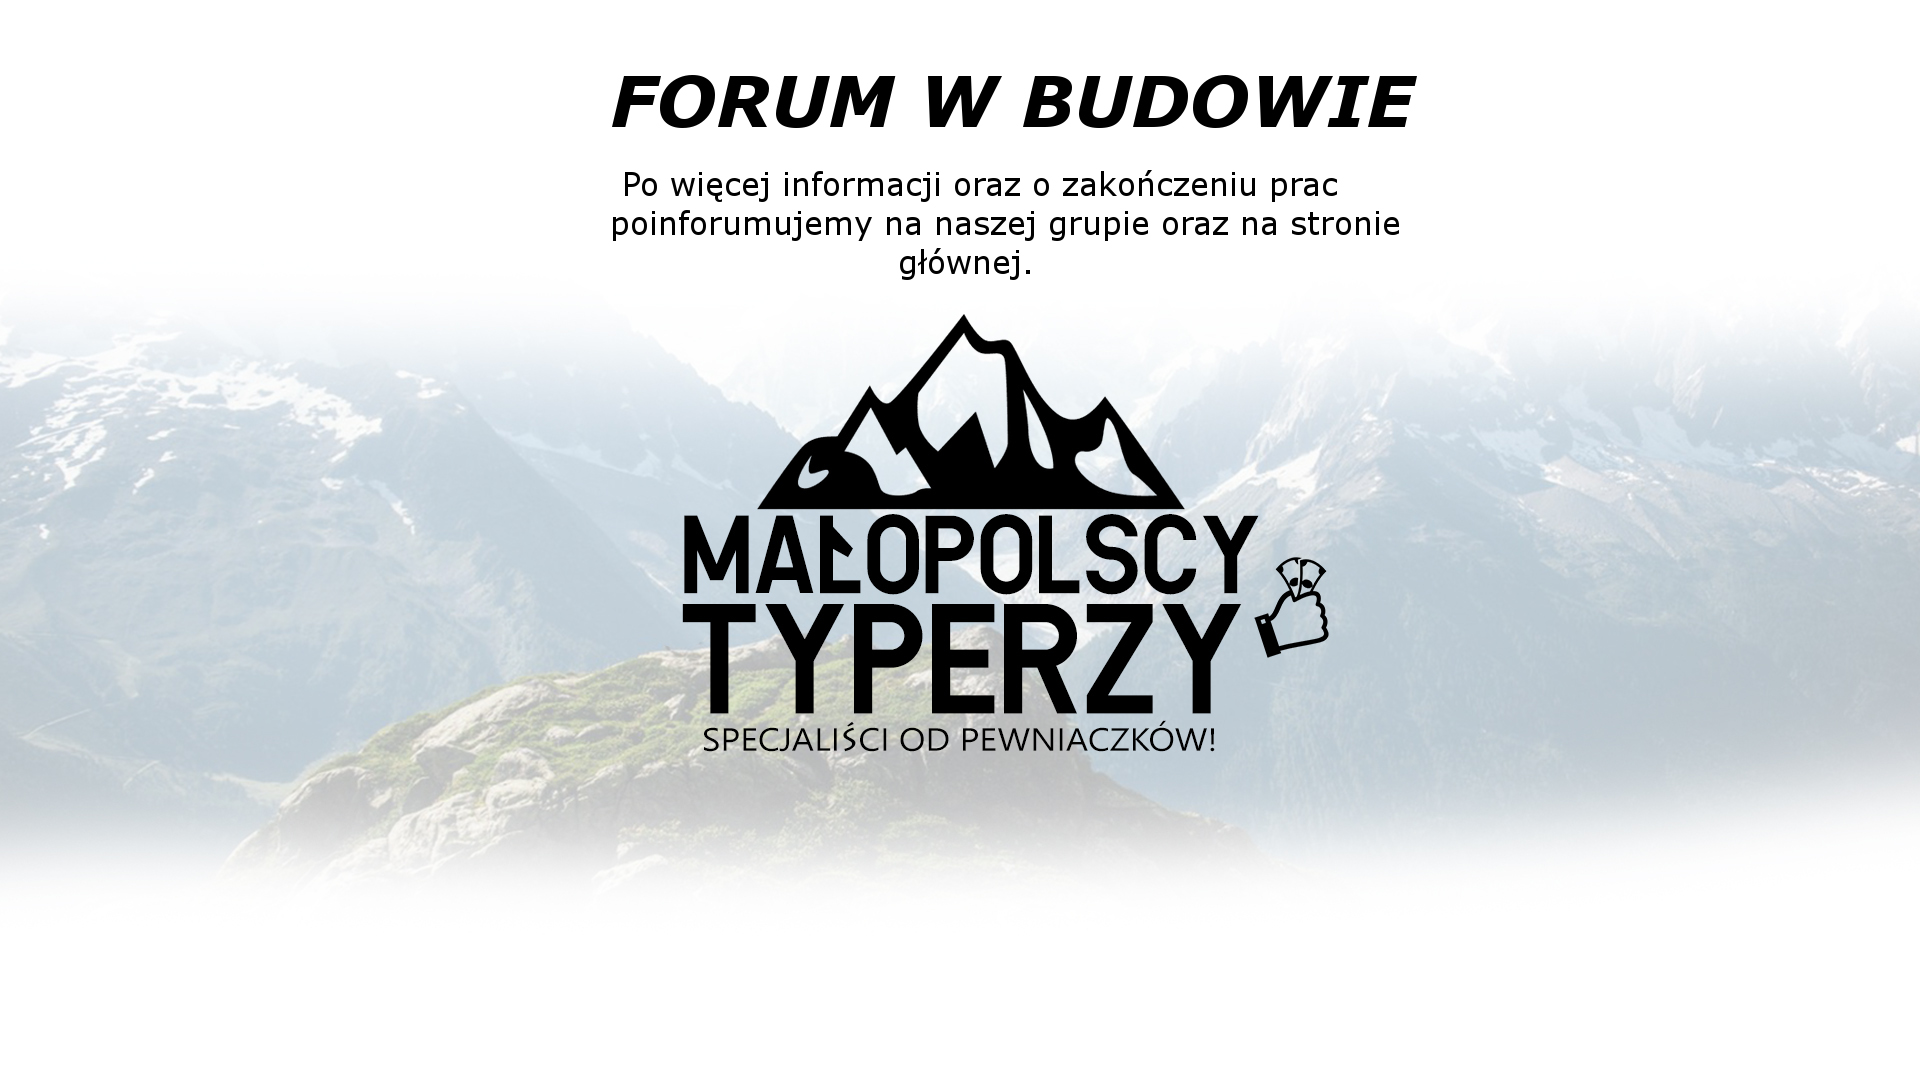 FORUM W BUDOWIE
Po więcej informacji oraz o zakończeniu prac
poinforumujemy na naszej grupie oraz na stronie
głównej.
MAŁOPOLSCY
TYPERZY
SPECJALIŚCI OD PEWNIACZKÓW!